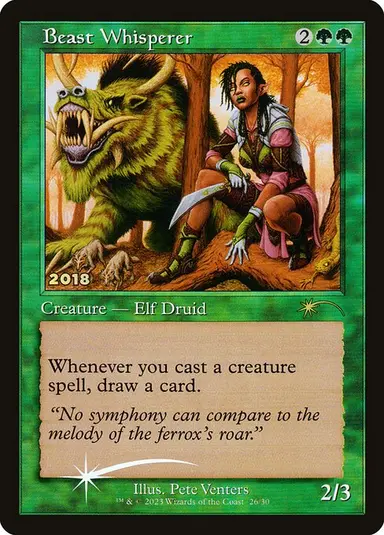 Beast Whisperer 2
2018
Creature — Elf Druid
Whenever you cast a creature
spell, draw a card.
“No symphony can compare to the
melody of the ferrox’s roar.”
Illus. Pete Venters
™ & © 2023 Wizards of the Coast 26/30
2/3